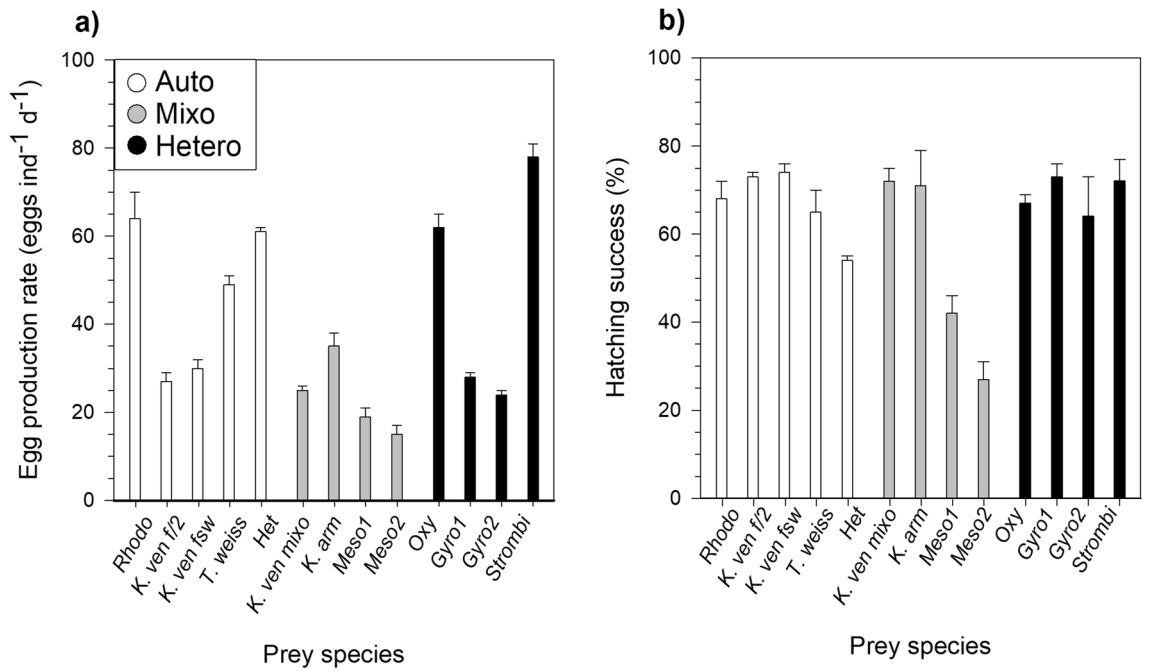 a)
Egg production rate (eggs ind⁻¹ d⁻¹)
100
80
60
40
20
0
Auto
Mixo
Hetero
Rhodo
K. ven f/2
K. ven fsw
T. weiss
Het
K. ven mixo
K. arm
Meso1
Meso2
Oxy
Gyro1
Gyro2
Strombi
Prey species
b)
Hatching success (%)
100
80
60
40
20
0
Rhodo
K. ven f/2
K. ven fsw
T. weiss
Het
K. ven mixo
K. arm
Meso1
Meso2
Oxy
Gyro1
Gyro2
Strombi
Prey species